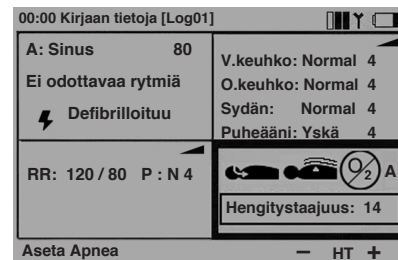 00:00 Kirjaan tietoja [Log01]
A: Sinus 80
Ei odottavaa rytmiä
Defibrilloituu
V.keuhko: Normal 4
O.keuhko: Normal 4
Sydän: Normal 4
Puheääni: Yskä 4
RR: 120 / 80 P : N 4
O2 A
Hengitystaajuus: 14
Aseta Apnea − HT +